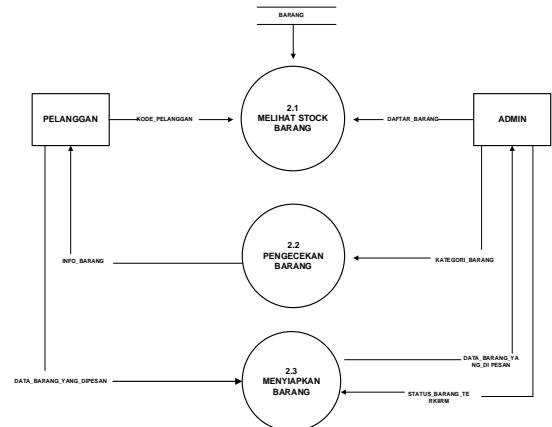 BARANG
2.1
MELIHAT STOCK
BARANG
PELANGGAN
KODE_PELANGGAN
DAFTAR_BARANG
ADMIN
2.2
PENGECEKAN
BARANG
INFO_BARANG
KATEGORI_BARANG
2.3
MENYIAPKAN
BARANG
DATA_BARANG_YANG_DIPESAN
DATA_BARANG_YA
NG_DI PESAN
STATUS_BARANG_TE
RKIIRM